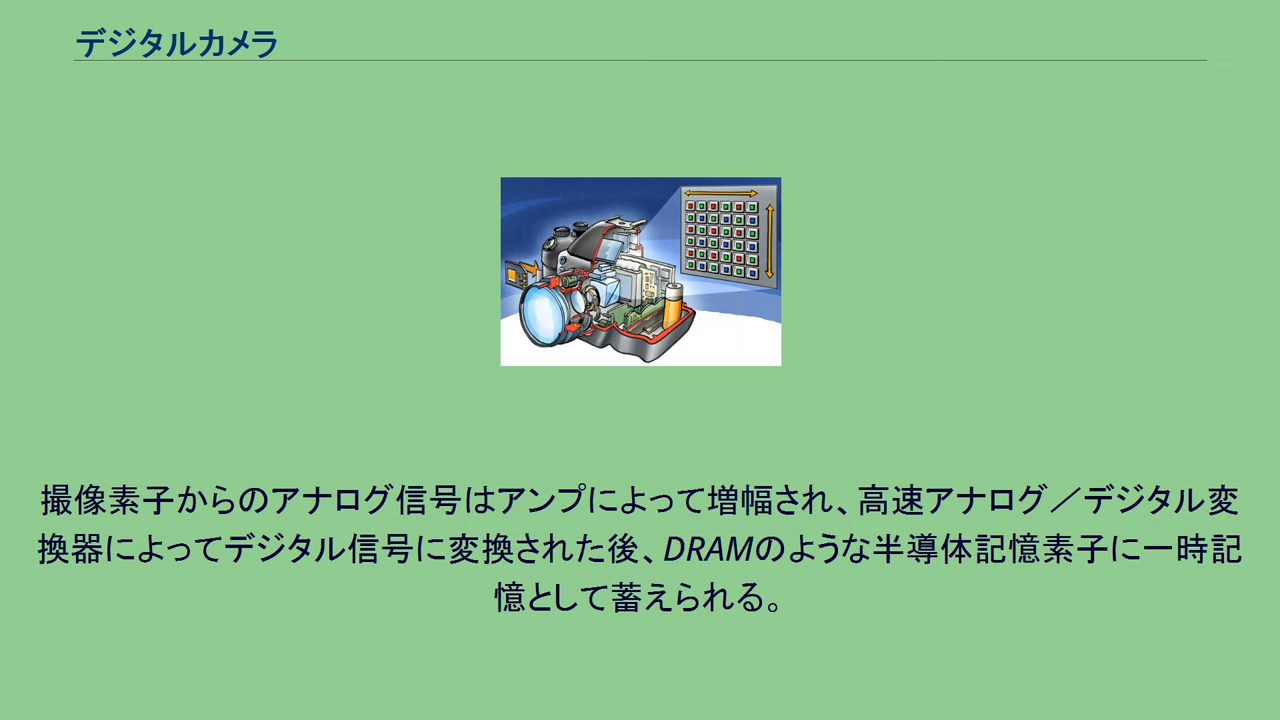 デジタルカメラ
撮像素子からのアナログ信号はアンプによって増幅され、高速アナログ／デジタル変
換器によってデジタル信号に変換された後、DRAMのような半導体記憶素子に一時記
憶として蓄えられる。